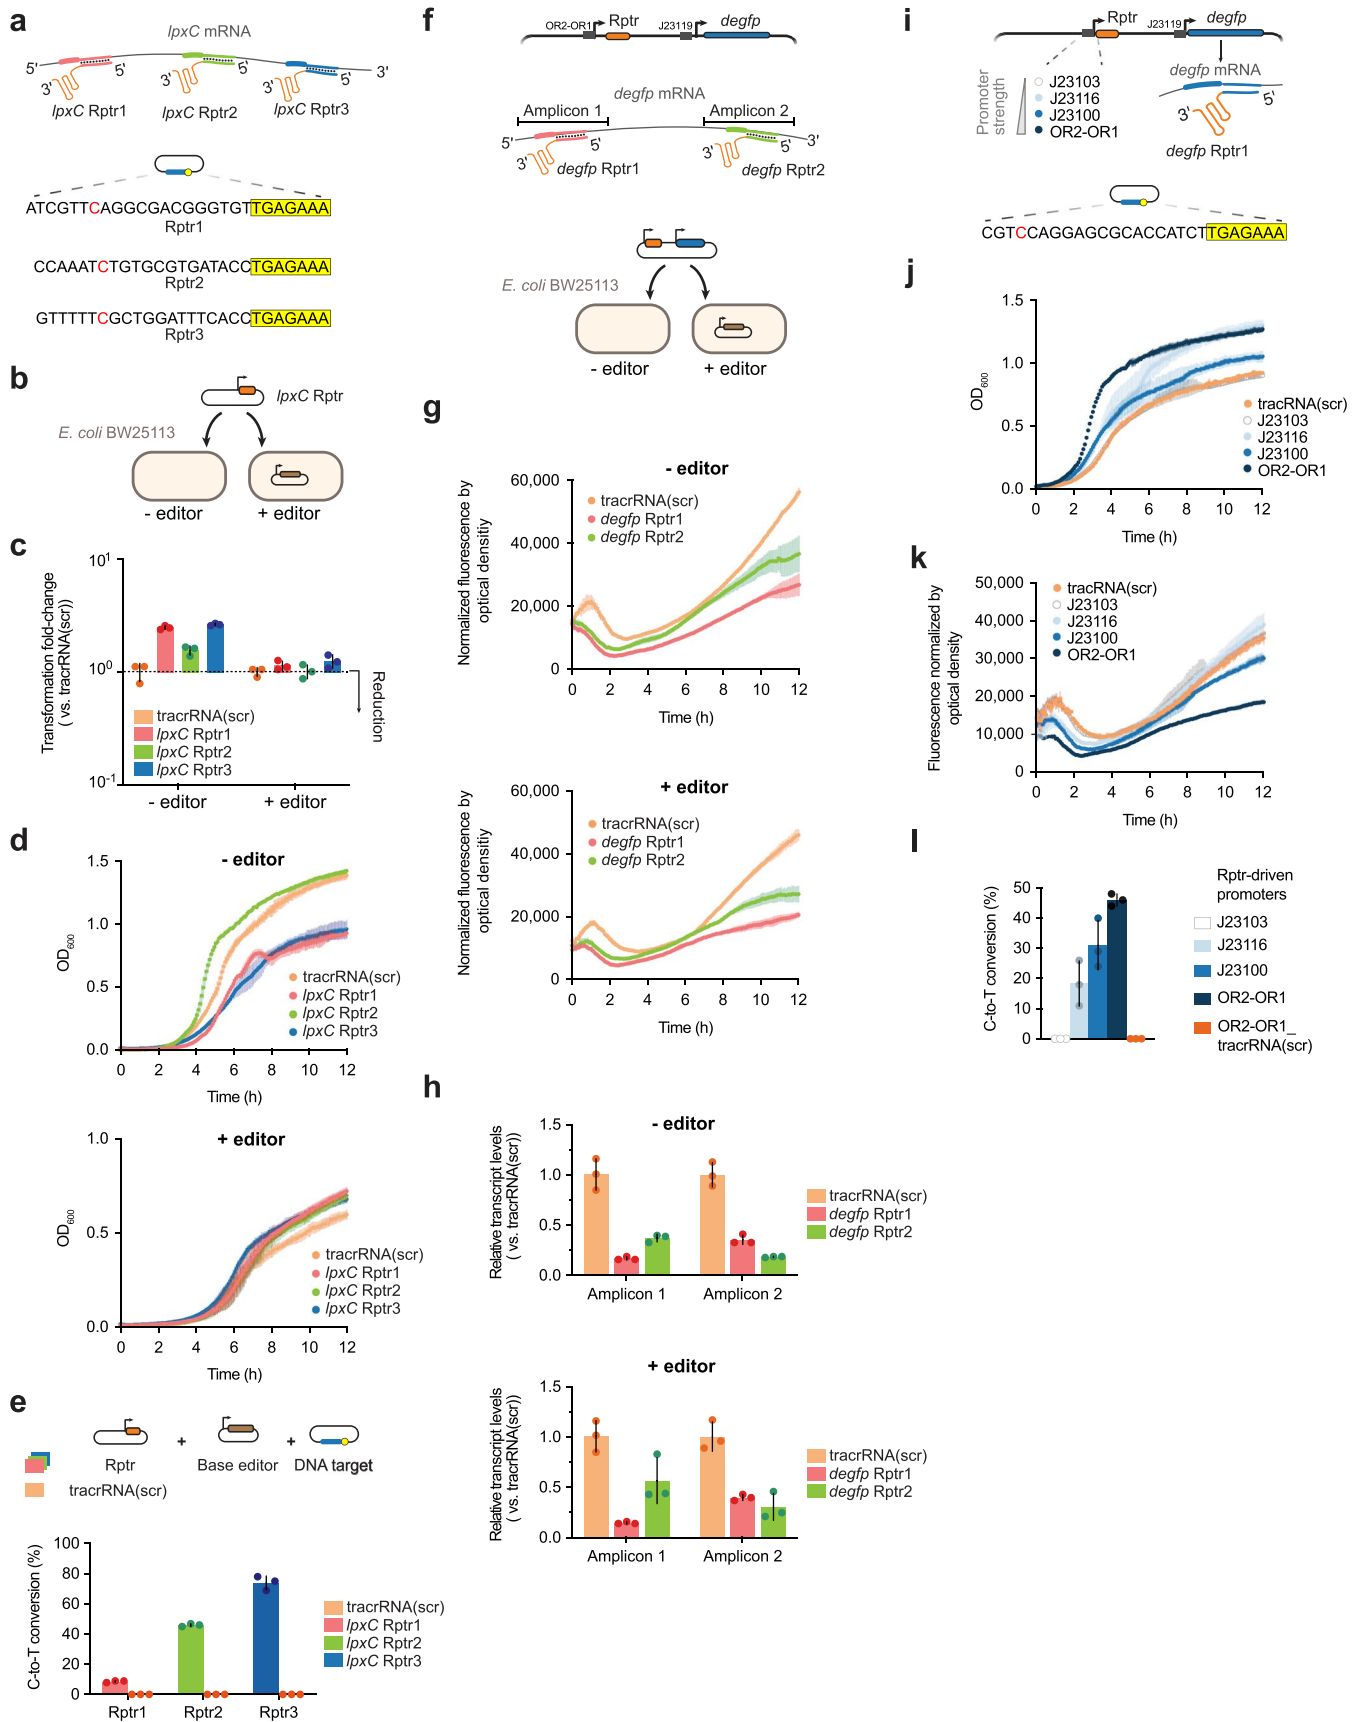 a
lpxC mRNA
5' 5' 5' 5' 3'
3' 3' 3'
lpxC Rptr1 lpxC Rptr2 lpxC Rptr3
ATCGTTCAGGCGACGGGTGTTGAGAAA
Rptr1
CCAAATCTGTGCGTGATACCTGAGAAA
Rptr2
GTTTTTCGCTGGATTTCACCTGAGAAA
Rptr3
b
lpxC Rptr
E. coli BW25113
- editor + editor
c
Transformation fold-change
( vs. tracrRNA(scr))
10¹
10⁰
10⁻¹
Reduction
tracrRNA(scr)
lpxC Rptr1
lpxC Rptr2
lpxC Rptr3
- editor + editor
d
- editor
OD600
1.5
1.0
0.5
0.0
tracrRNA(scr)
lpxC Rptr1
lpxC Rptr2
lpxC Rptr3
0 2 4 6 8 10 12
Time (h)
+ editor
OD600
1.0
0.5
0.0
tracrRNA(scr)
lpxC Rptr1
lpxC Rptr2
lpxC Rptr3
0 2 4 6 8 10 12
Time (h)
e
Rptr + Base editor + DNA target
tracrRNA(scr)
C-to-T conversion (%)
100
80
60
40
20
0
tracrRNA(scr)
lpxC Rptr1
lpxC Rptr2
lpxC Rptr3
Rptr1 Rptr2 Rptr3
f
OR2-OR1 Rptr J23119 degfp
degfp mRNA
Amplicon 1 Amplicon 2
5' 5' 5' 3'
3' 3'
degfp Rptr1 degfp Rptr2
E. coli BW25113
- editor + editor
g
- editor
Normalized fluorescence by
optical densitiy
60,000
40,000
20,000
0
tracrRNA(scr)
degfp Rptr1
degfp Rptr2
0 2 4 6 8 10 12
Time (h)
+ editor
Normalized fluorescence by
optical density
60,000
40,000
20,000
0
tracrRNA(scr)
degfp Rptr1
degfp Rptr2
0 2 4 6 8 10 12
Time (h)
h
- editor
Relative transcript levels
( vs. tracrRNA(scr))
1.5
1.0
0.5
0.0
tracrRNA(scr)
degfp Rptr1
degfp Rptr2
Amplicon 1 Amplicon 2
+ editor
Relative transcript levels
( vs. tracrRNA(scr))
1.5
1.0
0.5
0.0
tracrRNA(scr)
degfp Rptr1
degfp Rptr2
Amplicon 1 Amplicon 2
i
Rptr J23119 degfp
Promoter
strength
J23103
J23116
J23100
OR2-OR1
degfp mRNA
5'
3'
degfp Rptr1
CGTCCAGGAGCGCACCATCTTGAGAAA
j
OD600
1.5
1.0
0.5
0.0
tracRNA(scr)
J23103
J23116
J23100
OR2-OR1
0 2 4 6 8 10 12
Time (h)
k
Fluorescence normalized by
optical density
50,000
40,000
30,000
20,000
10,000
0
tracRNA(scr)
J23103
J23116
J23100
OR2-OR1
0 2 4 6 8 10 12
Time (h)
l
C-to-T conversion (%)
50
40
30
20
10
0
Rptr-driven
promoters
J23103
J23116
J23100
OR2-OR1
OR2-OR1_
tracrRNA(scr)